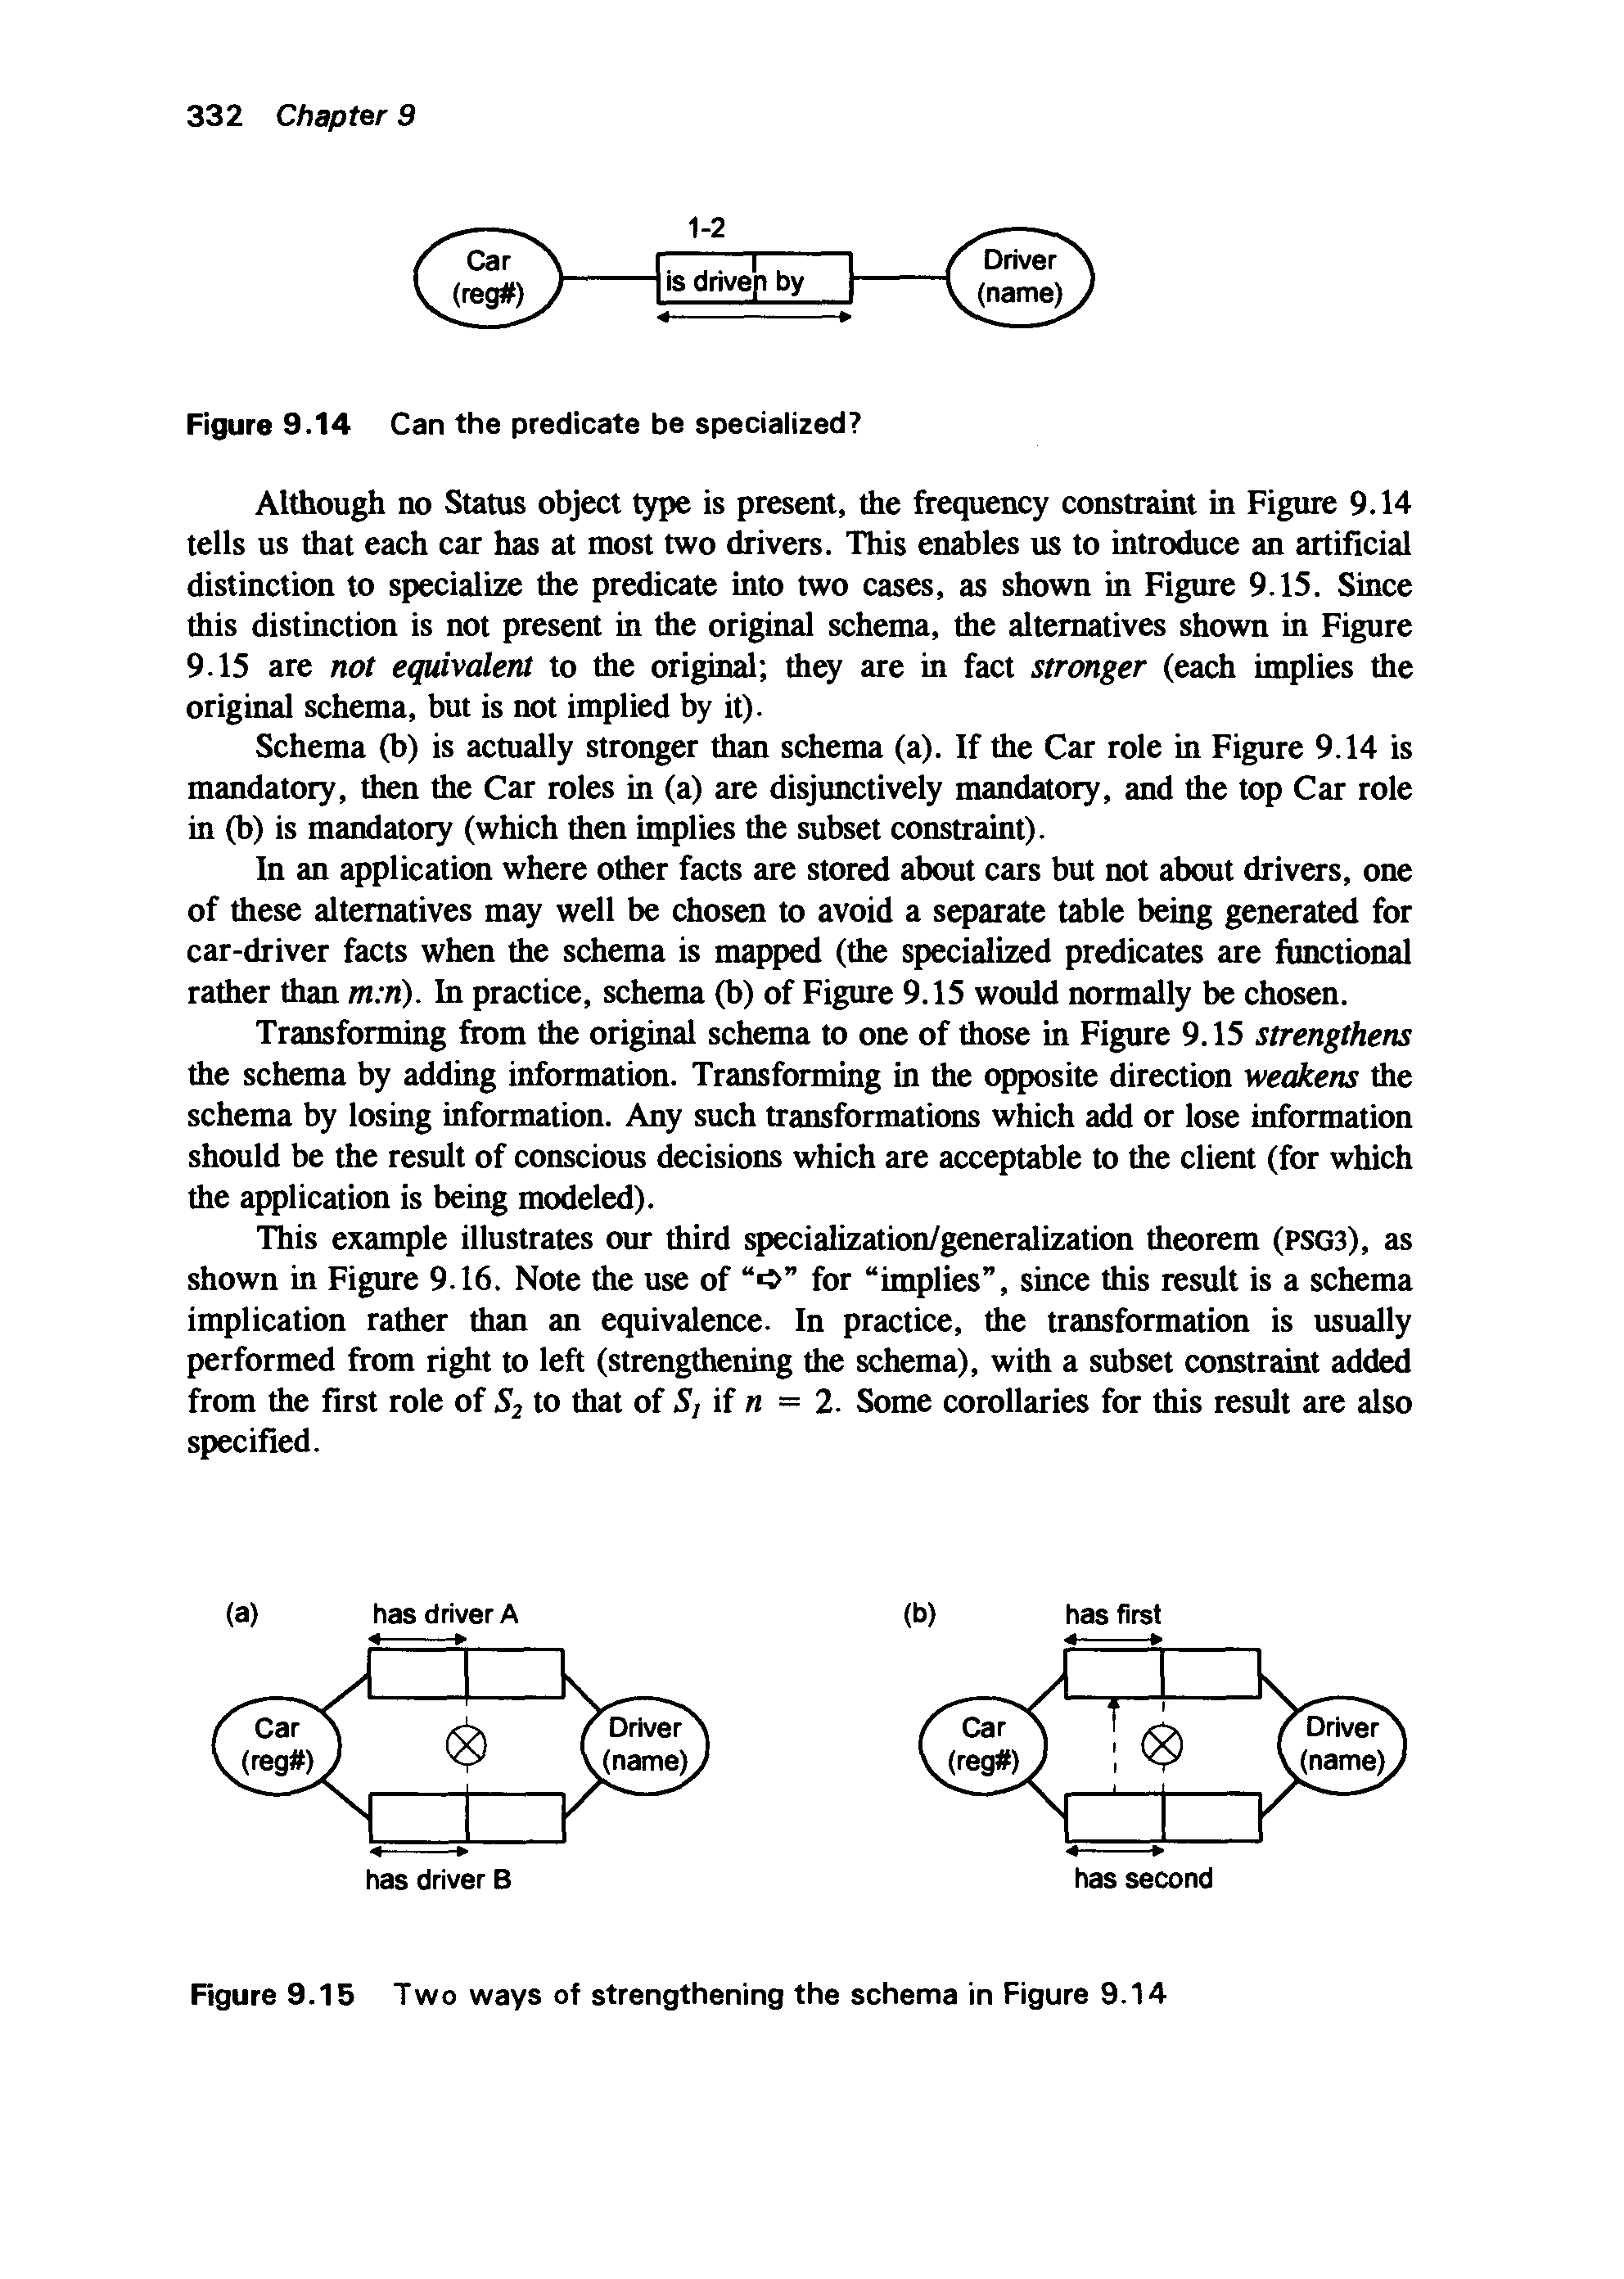 332 Chapter 9
1-2
Car
(reg#)
is driven by
Driver
(name)
Figure 9.14 Can the predicate be specialized?
Although no Status object type is present, the frequency constraint in Figure 9.14
tells us that each car has at most two drivers. This enables us to introduce an artificial
distinction to specialize the predicate into two cases, as shown in Figure 9.15. Since
this distinction is not present in the original schema, the alternatives shown in Figure
9.15 are not equivalent to the original; they are in fact stronger (each implies the
original schema, but is not implied by it).
Schema (b) is actually stronger than schema (a). If the Car role in Figure 9.14 is
mandatory, then the Car roles in (a) are disjunctively mandatory, and the top Car role
in (b) is mandatory (which then implies the subset constraint).
In an application where other facts are stored about cars but not about drivers, one
of these alternatives may well be chosen to avoid a separate table being generated for
car-driver facts when the schema is mapped (the specialized predicates are functional
rather than m:n). In practice, schema (b) of Figure 9.15 would normally be chosen.
Transforming from the original schema to one of those in Figure 9.15 strengthens
the schema by adding information. Transforming in the opposite direction weakens the
schema by losing information. Any such transformations which add or lose information
should be the result of conscious decisions which are acceptable to the client (for which
the application is being modeled).
This example illustrates our third specialization/generalization theorem (PSG3), as
shown in Figure 9.16. Note the use of “⇨” for “implies”, since this result is a schema
implication rather than an equivalence. In practice, the transformation is usually
performed from right to left (strengthening the schema), with a subset constraint added
from the first role of S₂ to that of S₁ if n = 2. Some corollaries for this result are also
specified.
(a)
has driver A
Car
(reg#)
Driver
(name)
has driver B
(b)
has first
Car
(reg#)
Driver
(name)
has second
Figure 9.15 Two ways of strengthening the schema in Figure 9.14